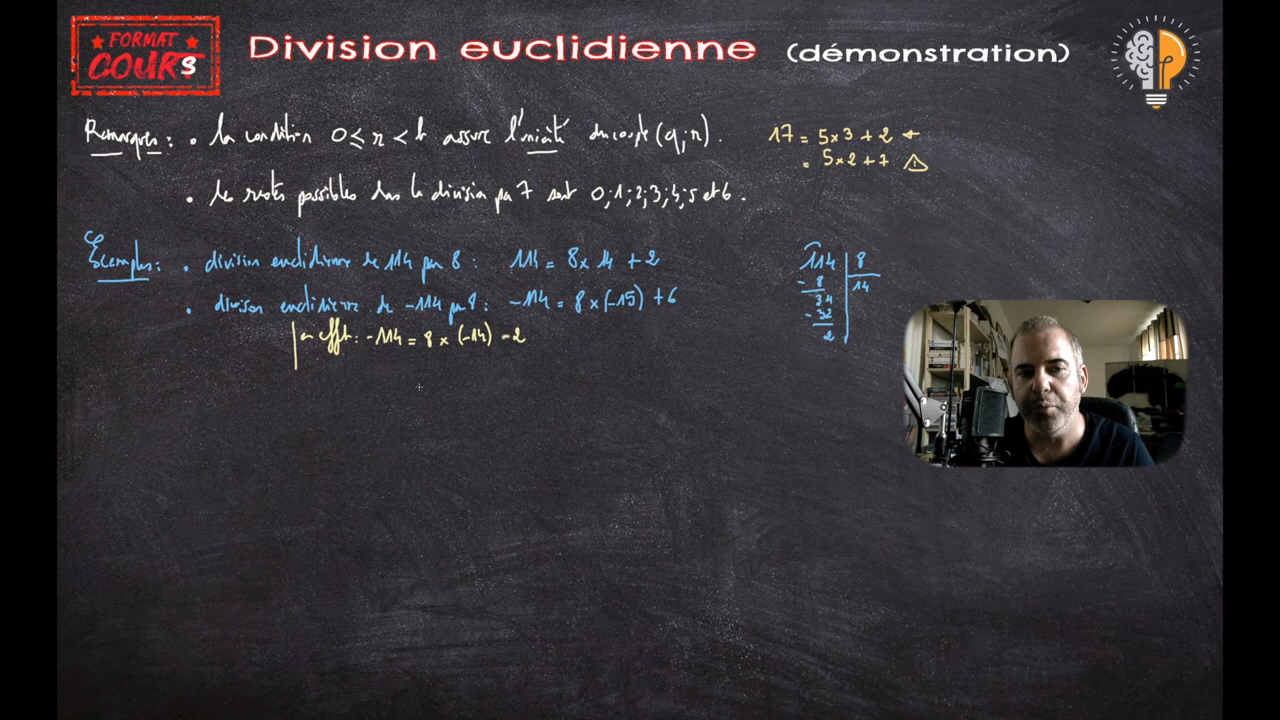 FORMAT
COURS
Division euclidienne (démonstration)
Remarques : • la condition 0 ≤ r < b assure l'unicité du couple (q ; r).
17 = 5 x 3 + 2 ←
= 5 x 2 + 7 ⚠
• les restes possibles dans la division par 7 sont 0 ; 1 ; 2 ; 3 ; 4 ; 5 et 6.
Exemples : • division euclidienne de 114 par 8 : 114 = 8 x 14 + 2
• division euclidienne de -114 par 8 : -114 = 8 x (-15) + 6
en effet : -114 = 8 x (-14) - 2
114 | 8
- 8 | 14
34
- 32
2